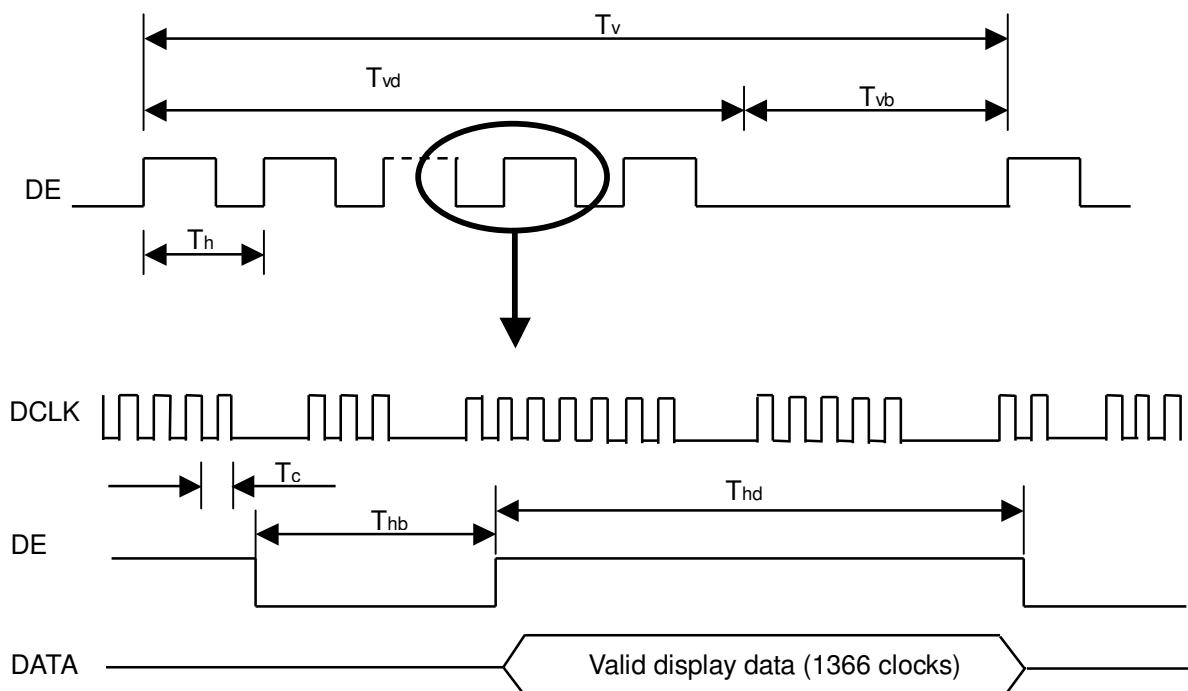 Tv
Tvd
Tvb
DE
Th
DCLK
Tc
Thd
Thb
DE
DATA
Valid display data (1366 clocks)